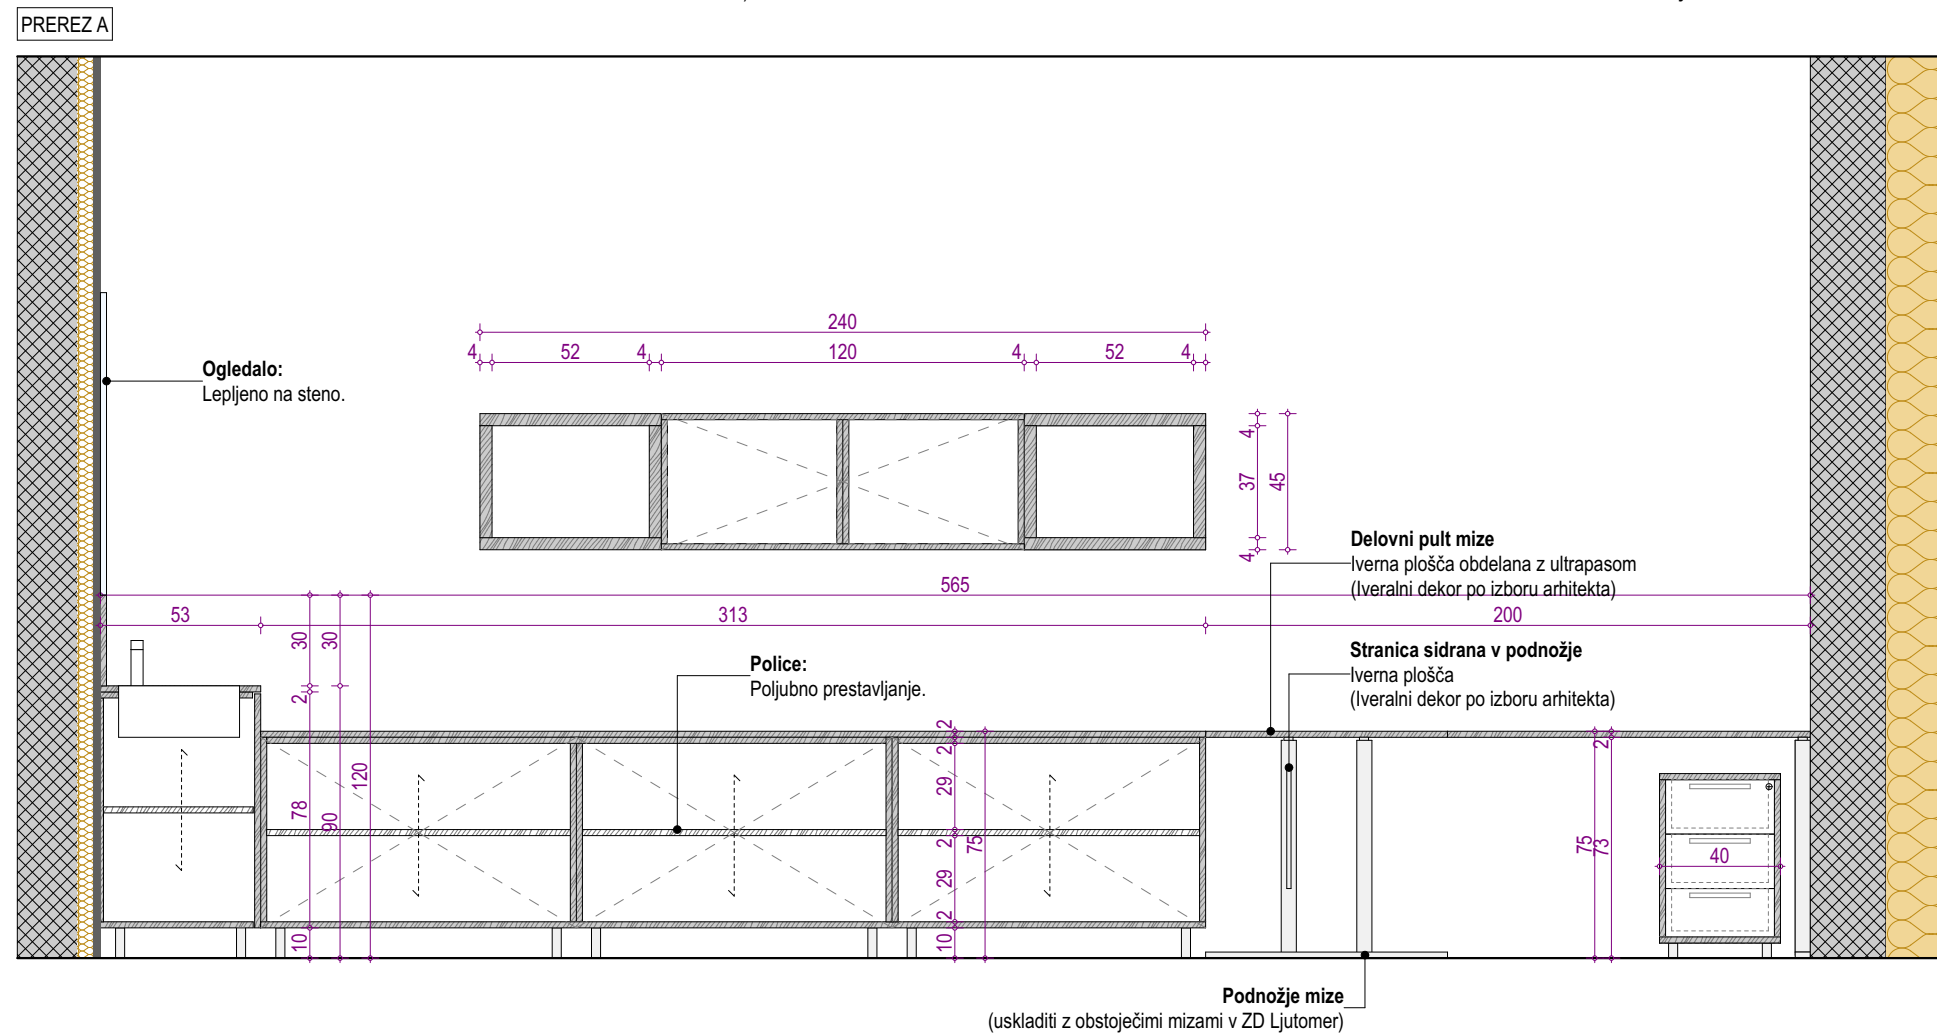 PREREZ A
240
4 52 4 120 4 52 4
Ogledalo:
Lepljeno na steno.
4
37
45
4
Delovni pult mize
Iverna plošča obdelana z ultrapasom
(Iveralni dekor po izboru arhitekta)
565
53 313 200
30 30
Stranica sidrana v podnožje
Iverna plošča
(Iveralni dekor po izboru arhitekta)
Police:
Poljubno prestavljanje.
2
78
90
120
10
2
2
29
2
29
2
10
75
2
75
73
40
Podnožje mize
(uskladiti z obstoječimi mizami v ZD Ljutomer)